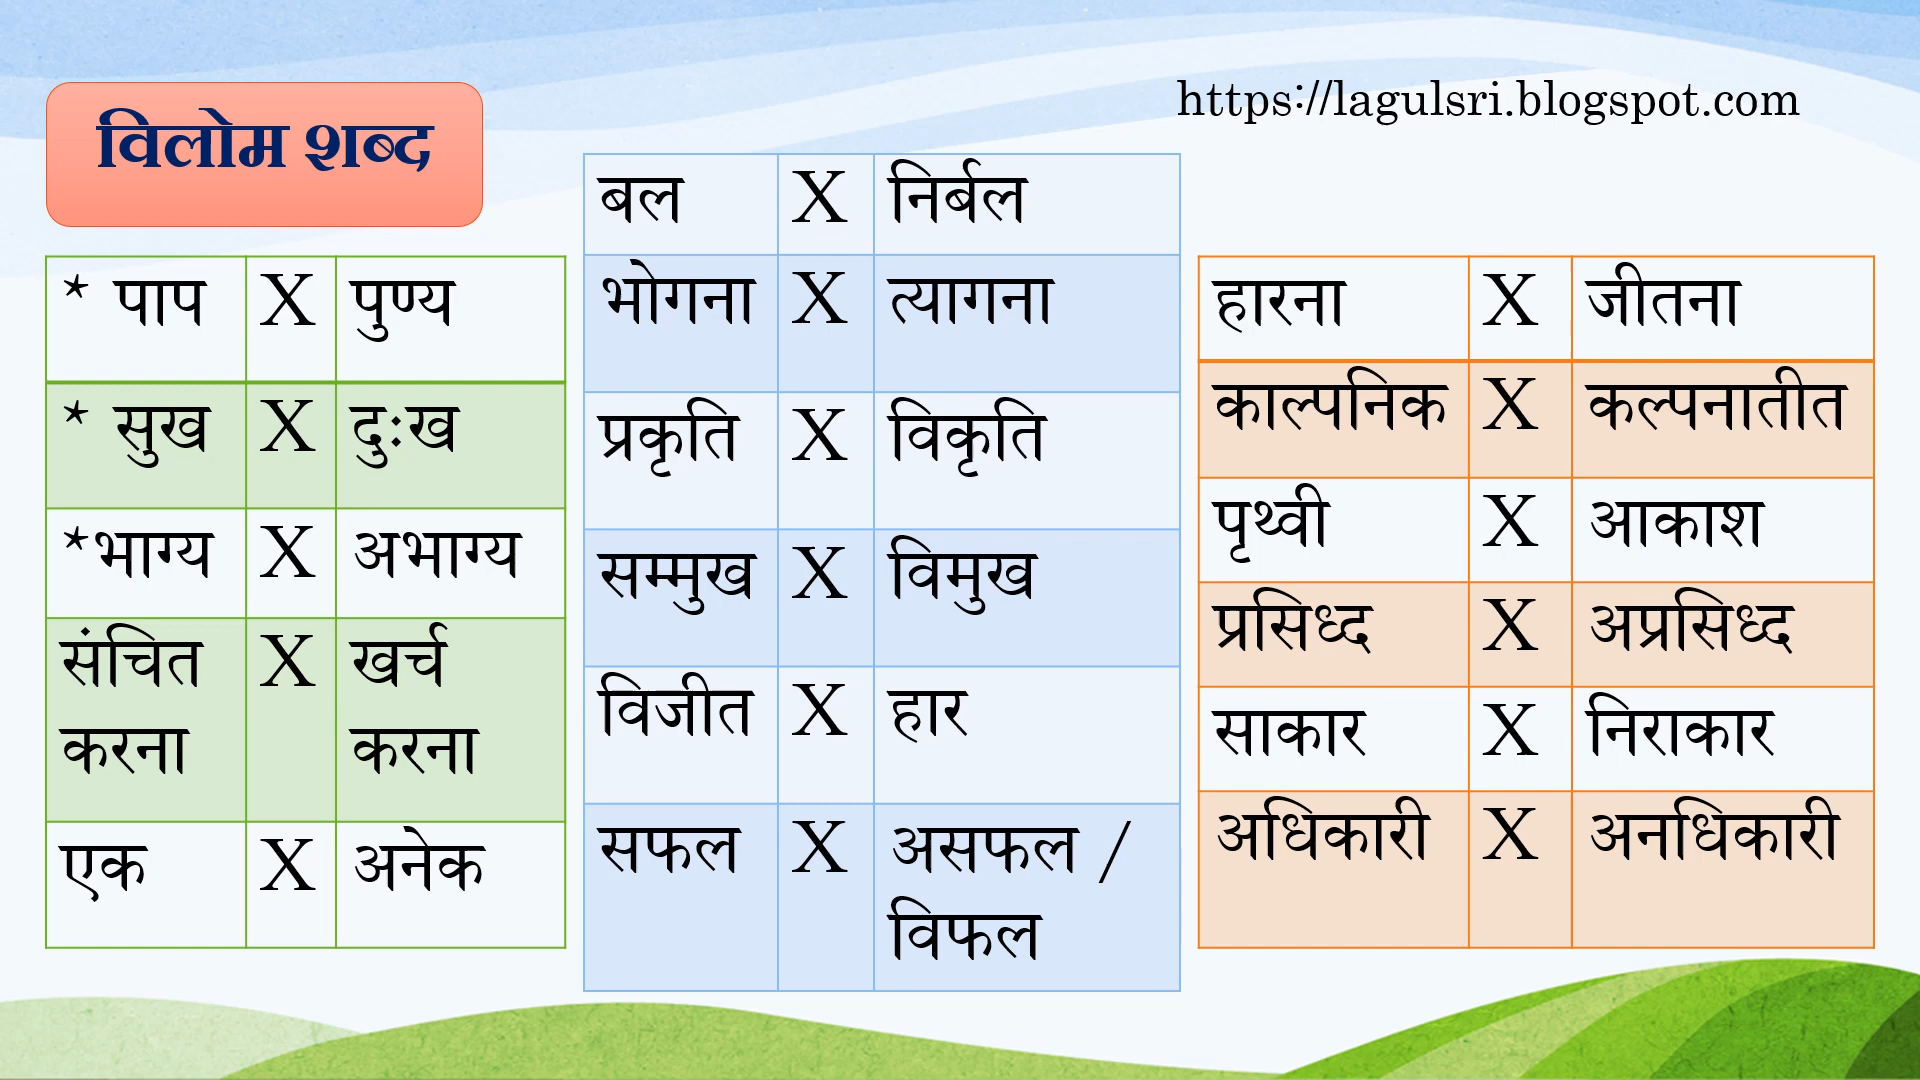 https://lagulsri.blogspot.com
विलोम शब्द
* पाप X पुण्य
* सुख X दुःख
*भाग्य X अभाग्य
संचित X खर्च
करना करना
एक X अनेक
बल X निर्बल
भोगना X त्यागना
प्रकृति X विकृति
सम्मुख X विमुख
विजीत X हार
सफल X असफल /
विफल
हारना X जीतना
काल्पनिक X कल्पनातीत
पृथ्वी X आकाश
प्रसिध्द X अप्रसिध्द
साकार X निराकार
अधिकारी X अनधिकारी